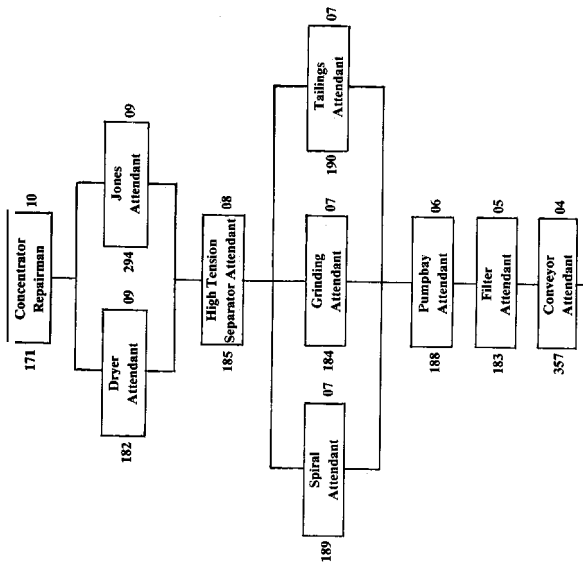 Concentrator
Repairman
171
10
Dryer
Attendant
182
09
Jones
Attendant
294
09
High Tension
Separator Attendant
185
08
Spiral
Attendant
189
07
Grinding
Attendant
184
07
Tailings
Attendant
190
07
Pumpbay
Attendant
188
06
Filter
Attendant
183
05
Conveyor
Attendant
357
04